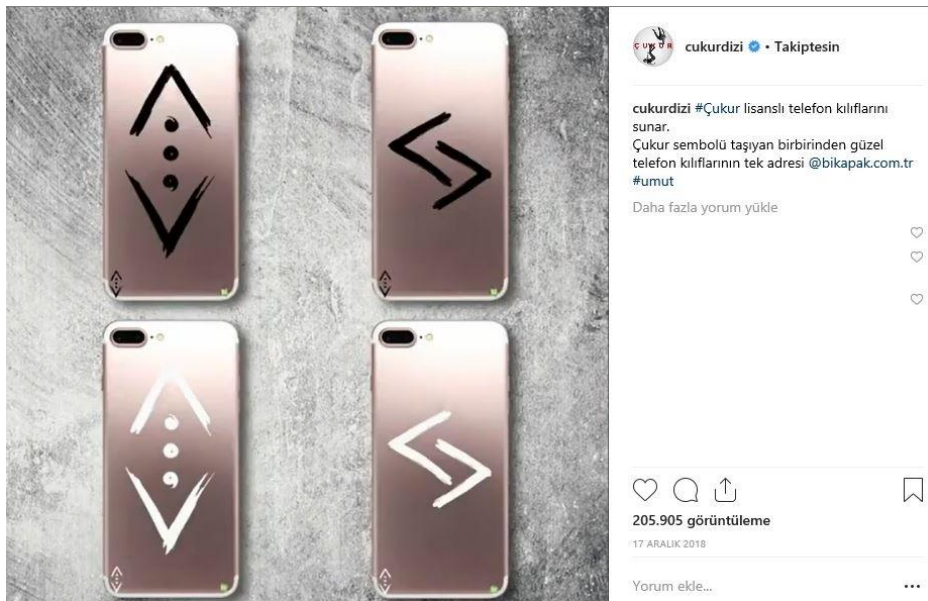 ÇUKUR
cukurdizi • Takiptesin
cukurdizi #Çukur lisanslı telefon kılıflarını
sunar.
Çukur sembolü taşıyan birbirinden güzel
telefon kılıflarının tek adresi @bikapak.com.tr
#umut
Daha fazla yorum yükle
205.905 görüntüleme
17 ARALIK 2018
Yorum ekle...